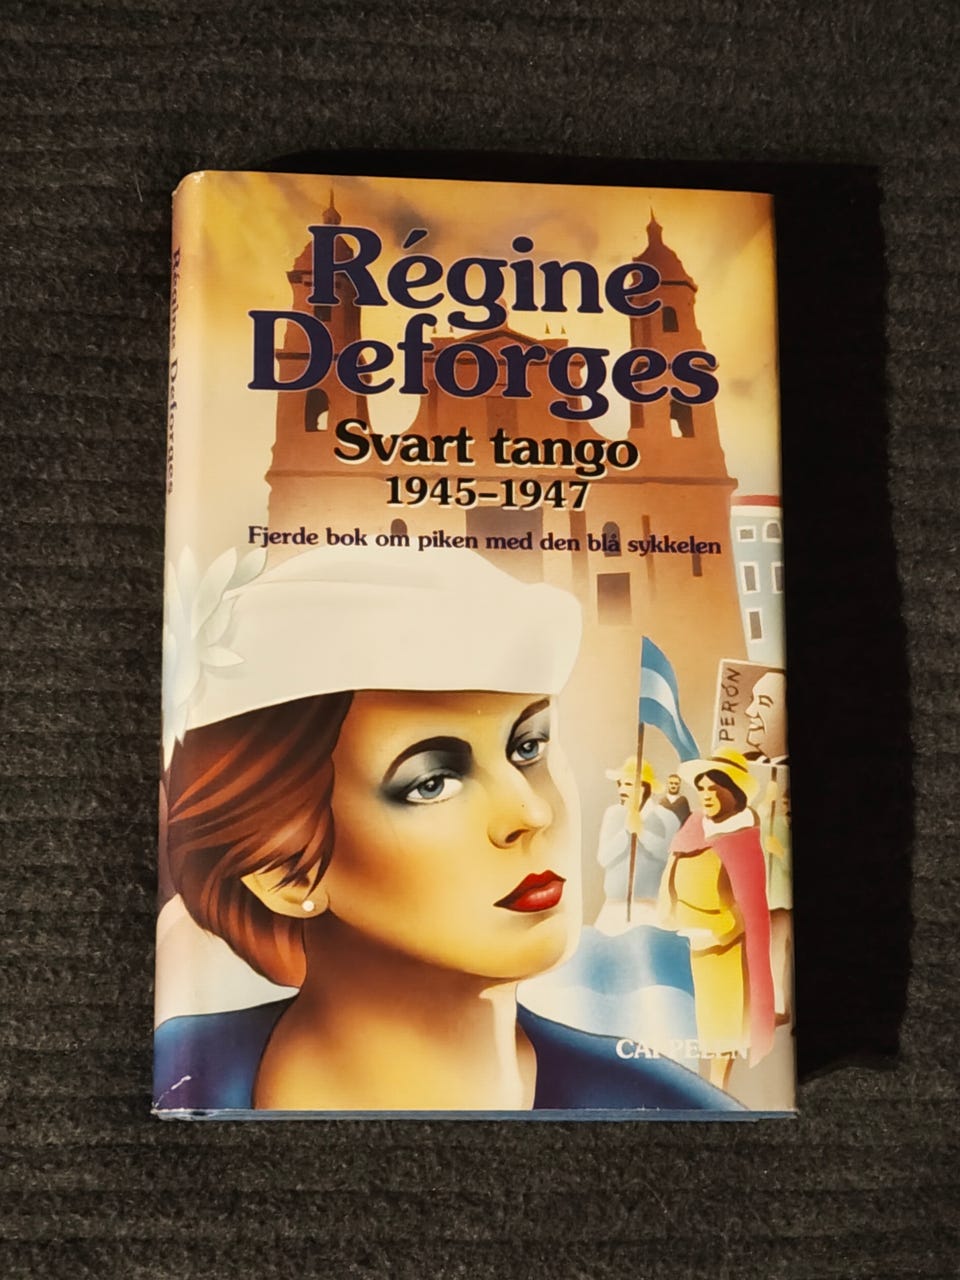 Régine
Deforges
Svart tango
1945-1947
Fjerde bok om piken med den blå sykkelen
PERÓN
CAPPELEN
Régine Deforges